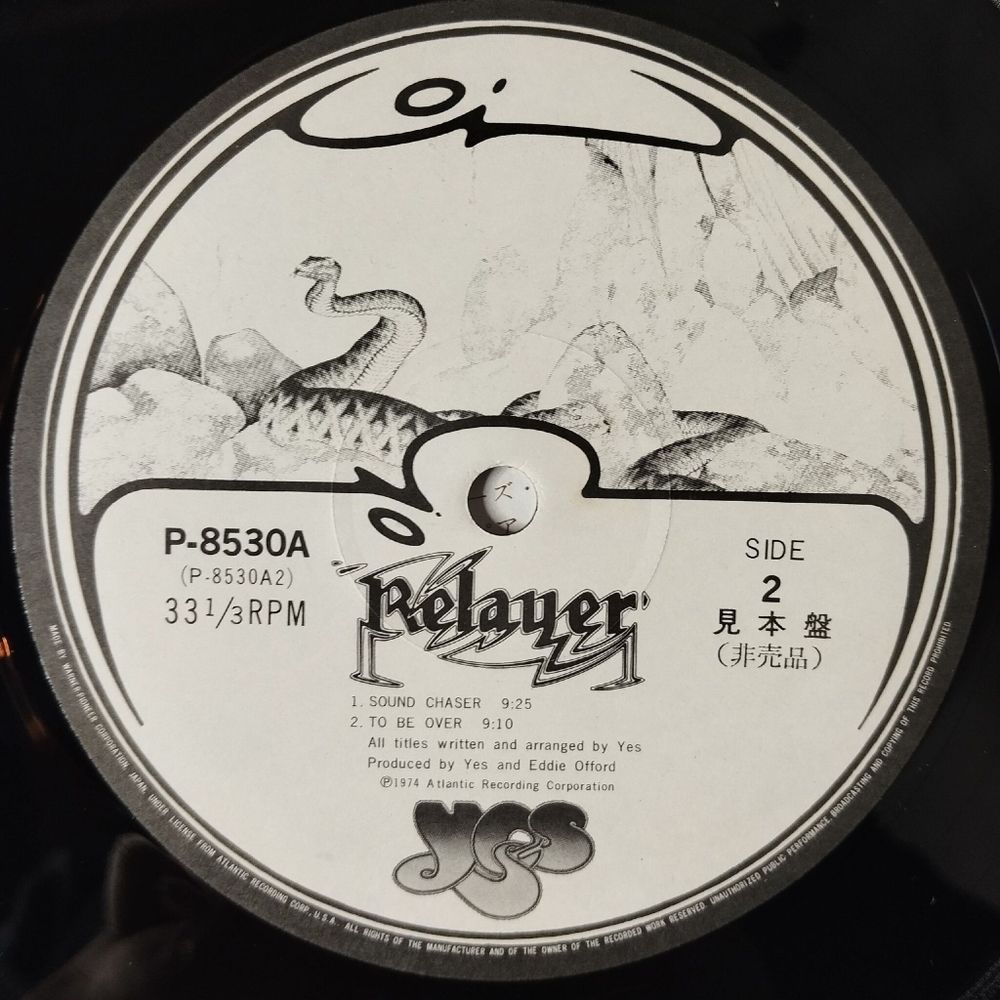 P-8530A
(P-8530A2)
33 1/3 RPM
SIDE
2
見本盤
(非売品)
ズ・
ア
Relayer
1. SOUND CHASER 9:25
2. TO BE OVER 9:10
All titles written and arranged by Yes
Produced by Yes and Eddie Offord
Ⓟ1974 Atlantic Recording Corporation
YES
MADE BY WARNER-PIONEER CORPORATION, JAPAN, UNDER LICENSE FROM ATLANTIC RECORDING CORP., U.S.A. ALL RIGHTS OF THE MANUFACTURER AND OF THE OWNER OF THE RECORDED WORK RESERVED. UNAUTHORIZED PUBLIC PERFORMANCE, BROADCASTING AND COPYING OF THIS RECORD PROHIBITED.